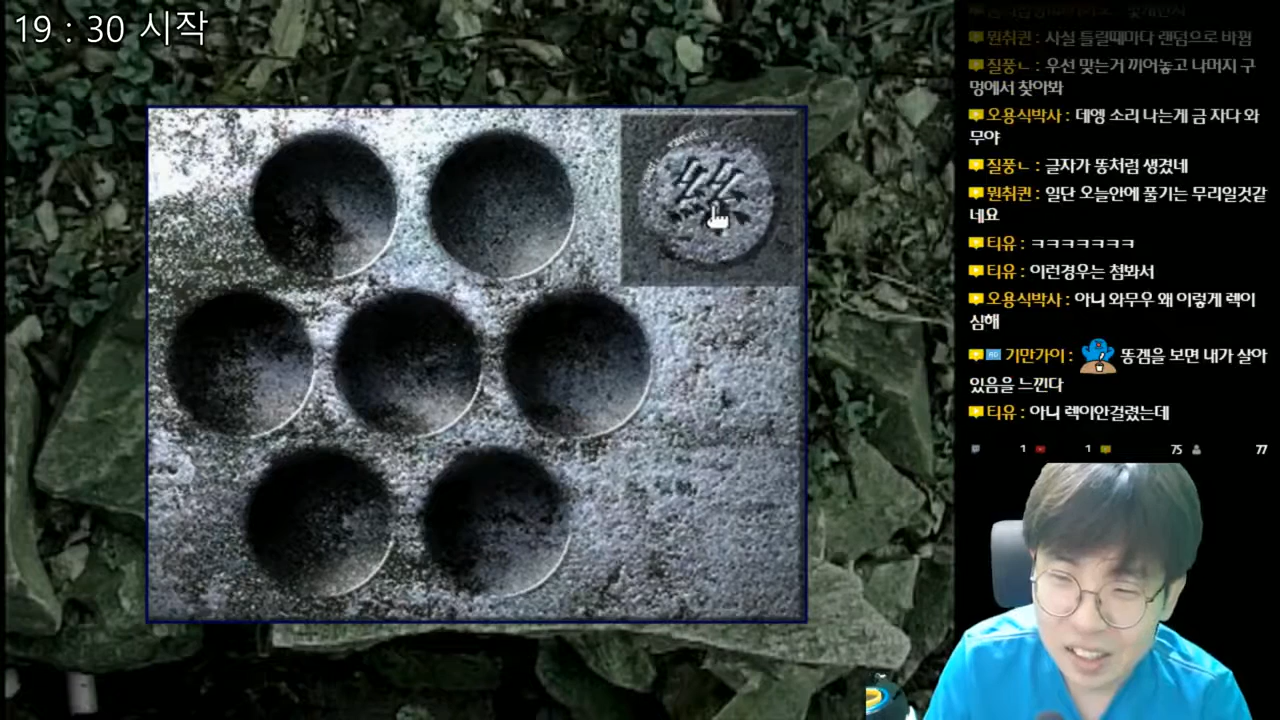 19 : 30 시작
뭔취퀸 : 사실 틀릴때마다 랜덤으로 바뀜
질풍ㄴ : 우선 맞는거 끼어놓고 나머지 구
멍에서 찾아봐
오용식박사 : 데엥 소리 나는게 금 자다 와
무야
질풍ㄴ : 글자가 똥처럼 생겼네
뭔취퀸 : 일단 오늘안에 풀기는 무리일것같
네요
티유 : ㅋㅋㅋㅋㅋㅋㅋ
티유 : 이런경우는 첨봐서
오용식박사 : 아니 와무우 왜 이렇게 렉이
심해
기만가이 : 똥겜을 보면 내가 살아
있음을 느낀다
티유 : 아니 렉이안걸렸는데
1 1 75 77
絲